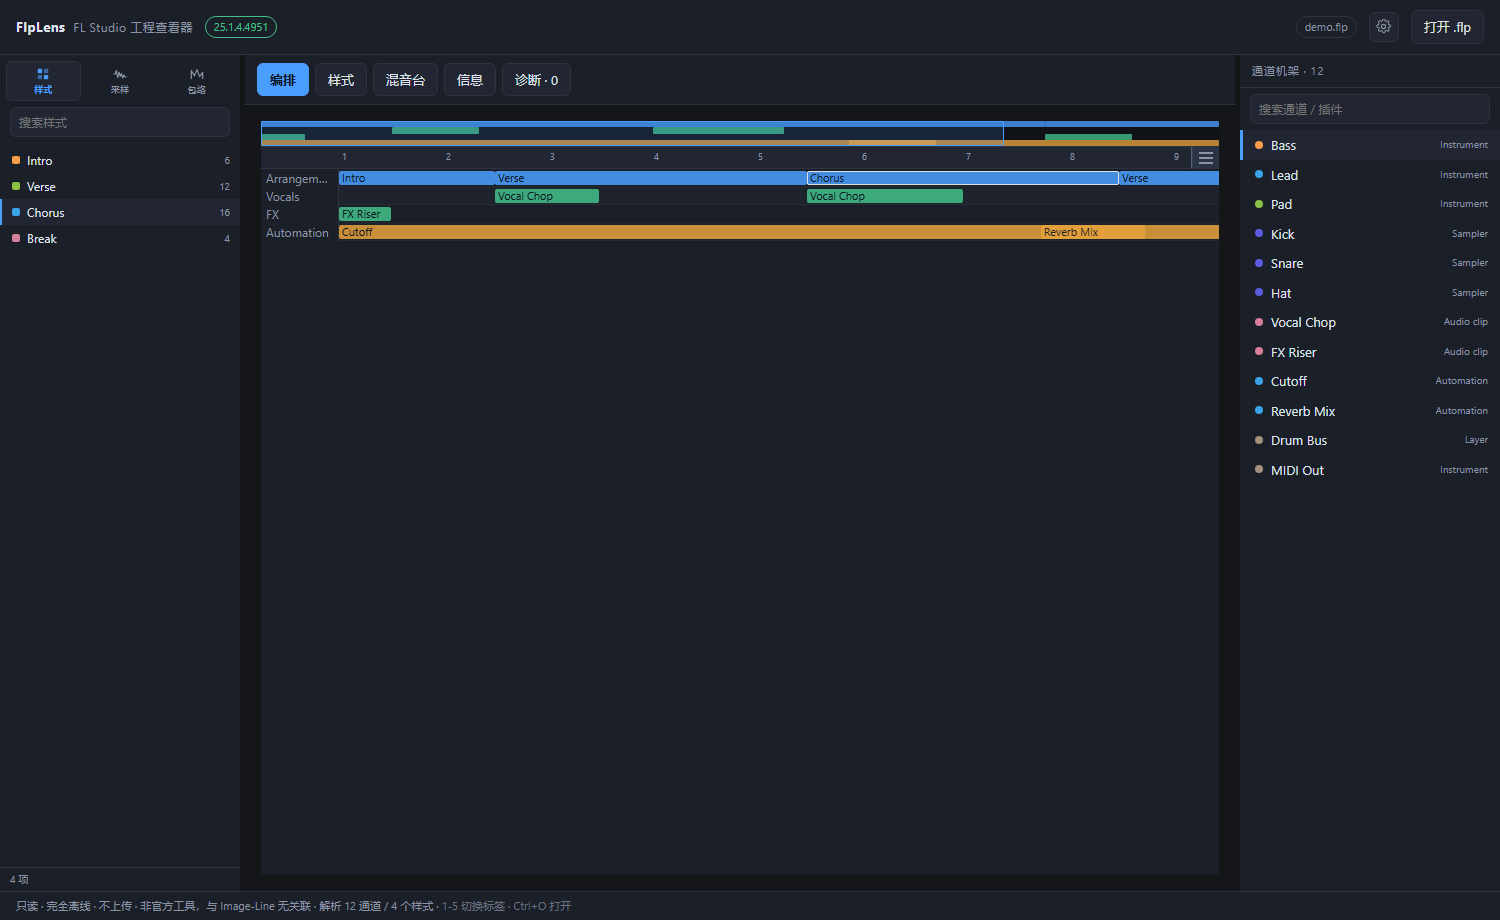 FlpLens FL Studio 工程查看器 25.1.4.4951 demo.flp 打开 .flp
样式 采样 包络
搜索样式
Intro 6
Verse 12
Chorus 16
Break 4
4 项
编排 样式 混音台 信息 诊断 · 0
1 2 3 4 5 6 7 8 9
Arrangem... Intro Verse Chorus Verse
Vocals Vocal Chop Vocal Chop
FX FX Riser
Automation Cutoff Reverb Mix
通道机架 · 12
搜索通道 / 插件
Bass Instrument
Lead Instrument
Pad Instrument
Kick Sampler
Snare Sampler
Hat Sampler
Vocal Chop Audio clip
FX Riser Audio clip
Cutoff Automation
Reverb Mix Automation
Drum Bus Layer
MIDI Out Instrument
只读 · 完全离线 · 不上传 · 非官方工具，与 Image-Line 无关联 · 解析 12 通道 / 4 个样式 · 1-5 切换标签 · Ctrl+O 打开